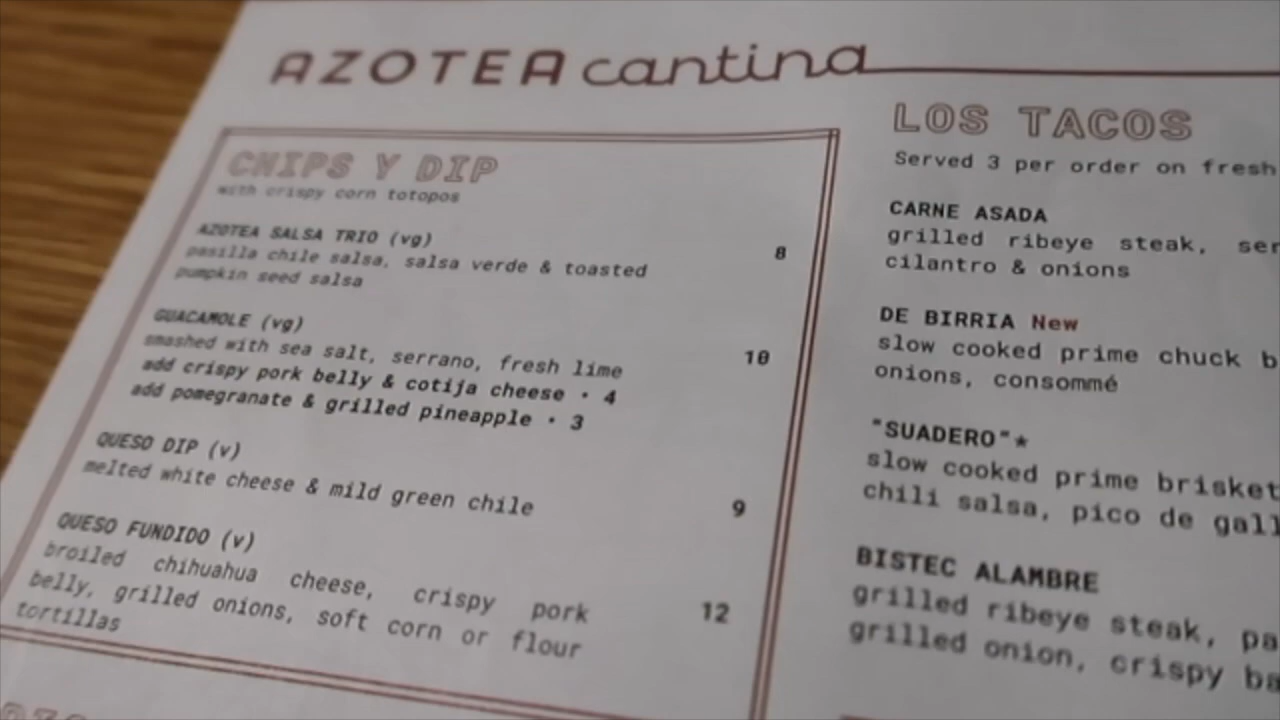 AZOTEA cantina
CHIPS Y DIP
with crispy corn totopos
AZOTEA SALSA TRIO (vg)
pasilla chile salsa, salsa verde & toasted 8
pumpkin seed salsa
GUACAMOLE (vg)
smashed with sea salt, serrano, fresh lime 10
add crispy pork belly & cotija cheese • 4
add pomegranate & grilled pineapple • 3
QUESO DIP (v)
melted white cheese & mild green chile 9
QUESO FUNDIDO (v)
broiled chihuahua cheese, crispy pork 12
belly, grilled onions, soft corn or flour
tortillas
LOS TACOS
Served 3 per order on fresh
CARNE ASADA
grilled ribeye steak, ser
cilantro & onions
DE BIRRIA New
slow cooked prime chuck b
onions, consommé
"SUADERO"★
slow cooked prime brisket
chili salsa, pico de gall
BISTEC ALAMBRE
grilled ribeye steak, pa
grilled onion, crispy ba